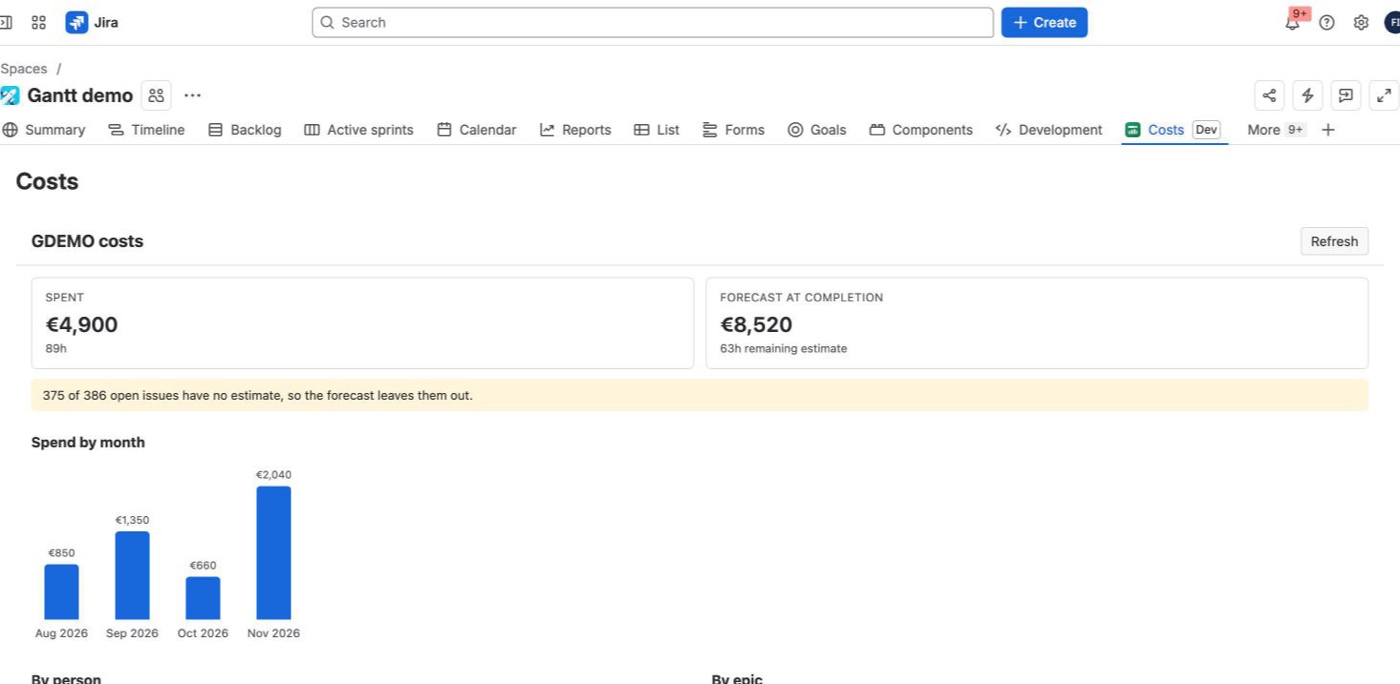 Jira
Search
Create
9+
Spaces /
Gantt demo
Summary Timeline Backlog Active sprints Calendar Reports List Forms Goals Components Development Costs Dev More 9+
Costs
GDEMO costs
Refresh
SPENT
€4,900
89h
FORECAST AT COMPLETION
€8,520
63h remaining estimate
375 of 386 open issues have no estimate, so the forecast leaves them out.
Spend by month
€850 €1,350 €660 €2,040
Aug 2026 Sep 2026 Oct 2026 Nov 2026
By person
By epic